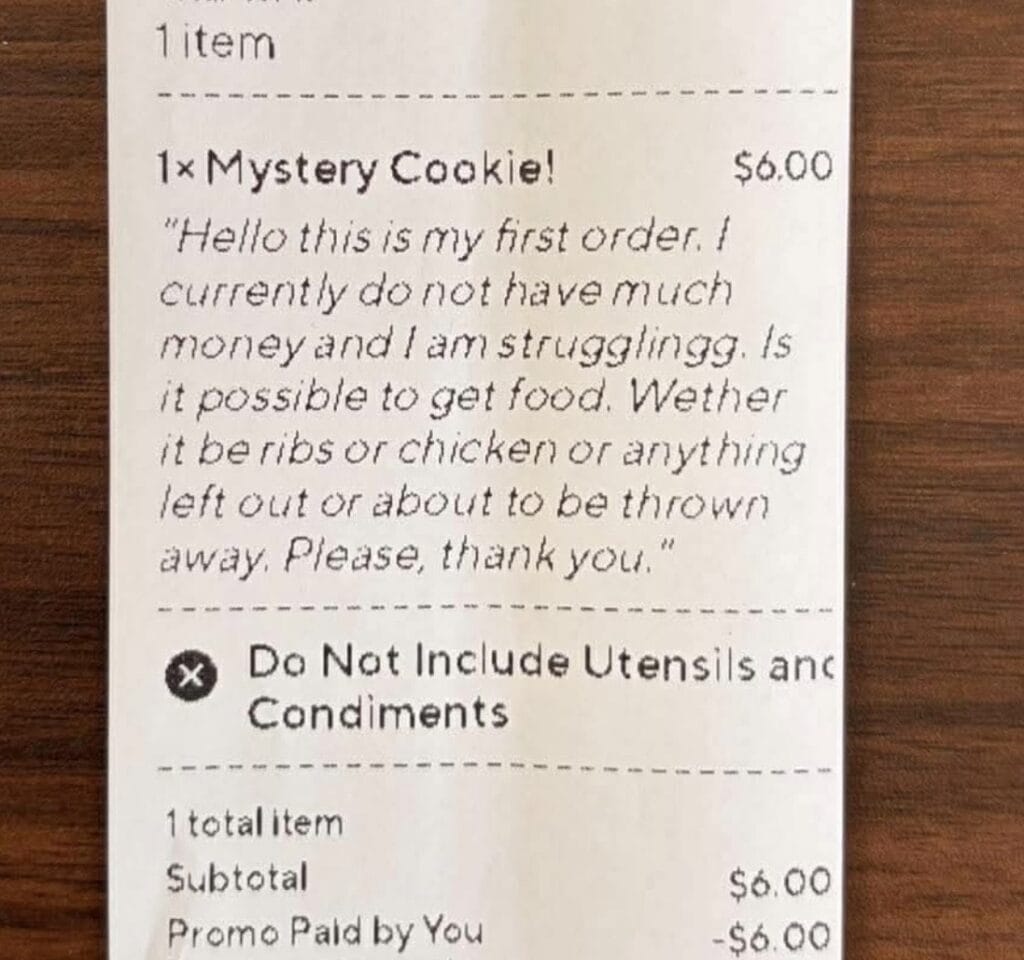 1 item
1× Mystery Cookie! $6.00
"Hello this is my first order. I
currently do not have much
money and I am strugglingg. Is
it possible to get food. Wether
it be ribs or chicken or anything
left out or about to be thrown
away. Please, thank you."
Do Not Include Utensils and
Condiments
1 total item
Subtotal $6.00
Promo Paid by You -$6.00